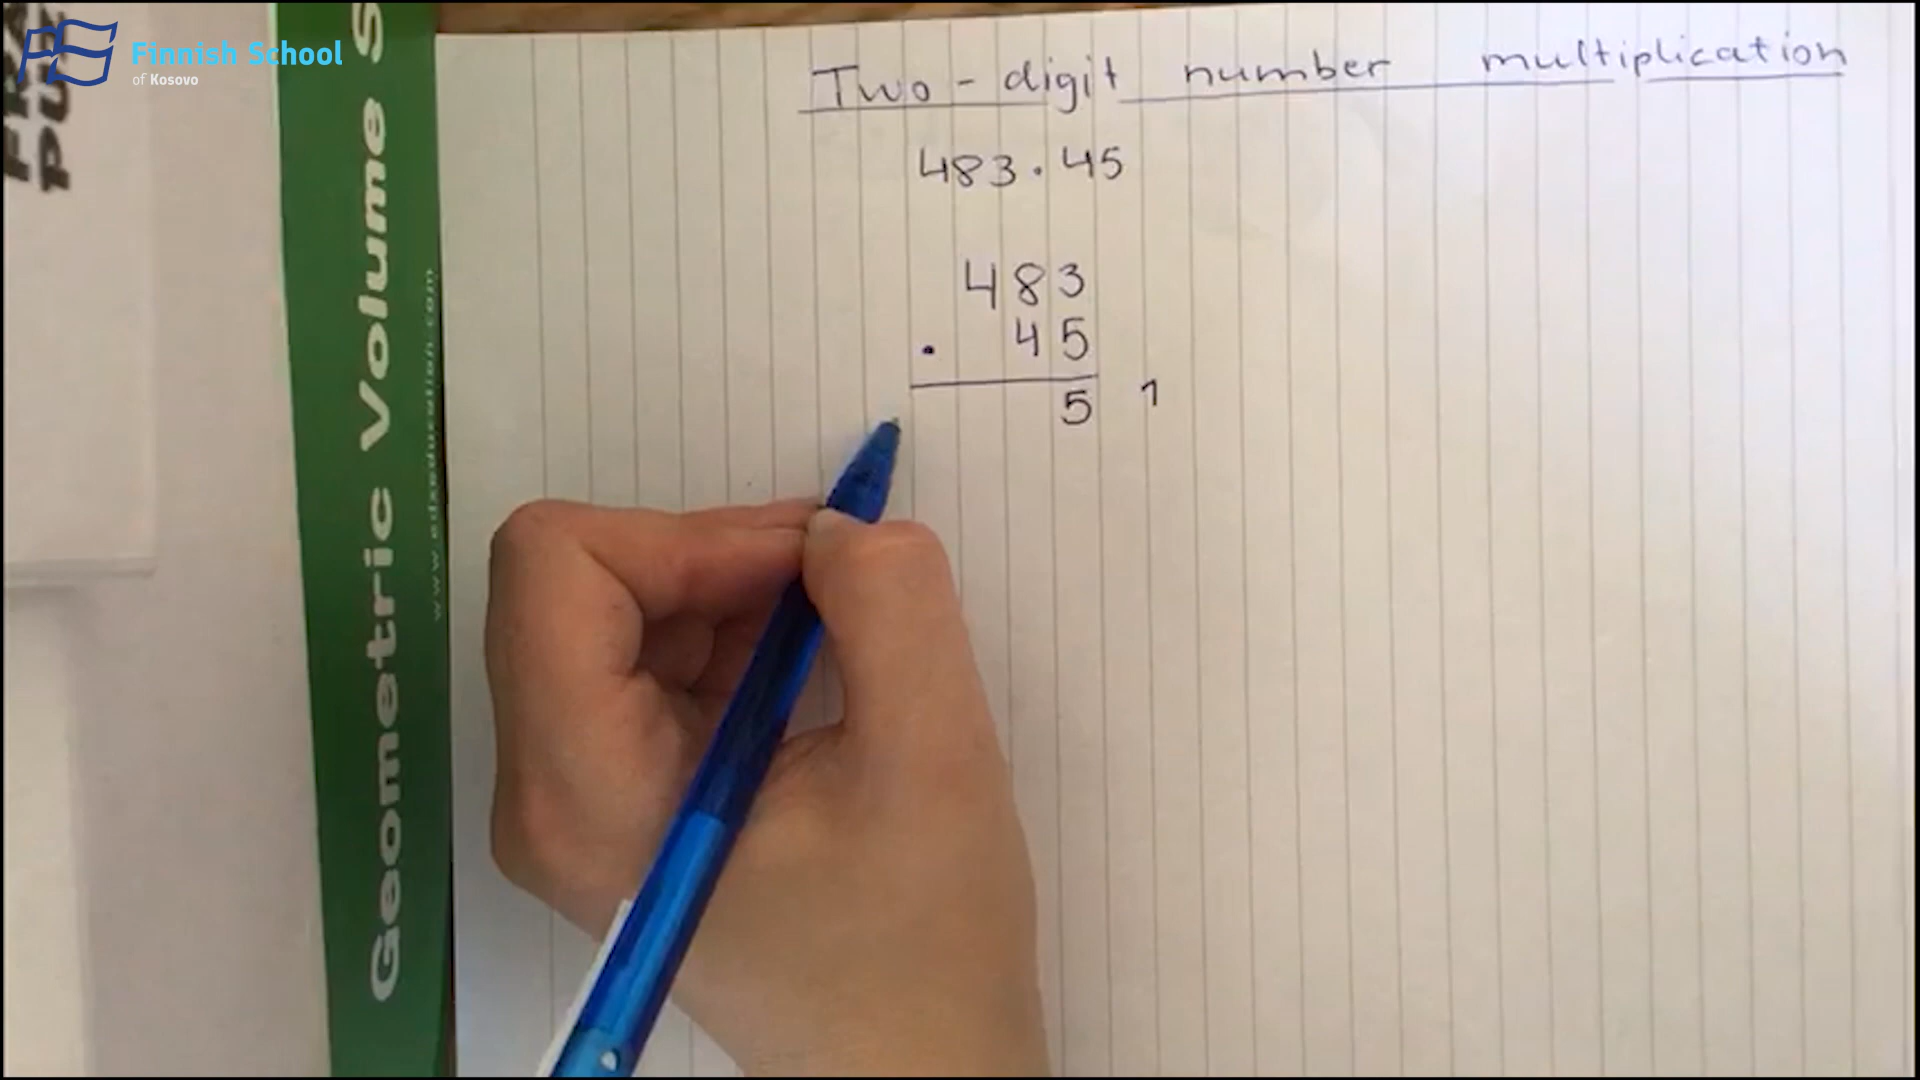 Finnish School
of Kosovo
Geometric Volume S
Two-digit number multiplication
483 · 45
483
· 45
5 1